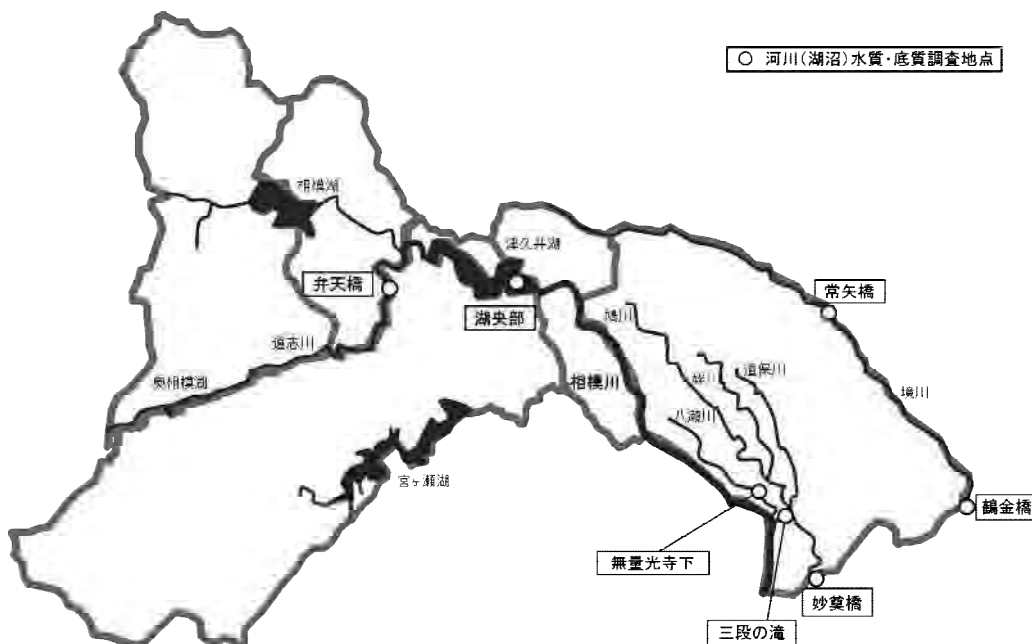 ○ 河川(湖沼)水質・底質調査地点
相模湖
津久井湖
弁天橋
湖央部
常矢橋
鳩川
道志川
奥相模湖
姥川
道保川
相模川
八瀬川
境川
宮ヶ瀬湖
鶴金橋
無量光寺下
妙奠橋
三段の滝